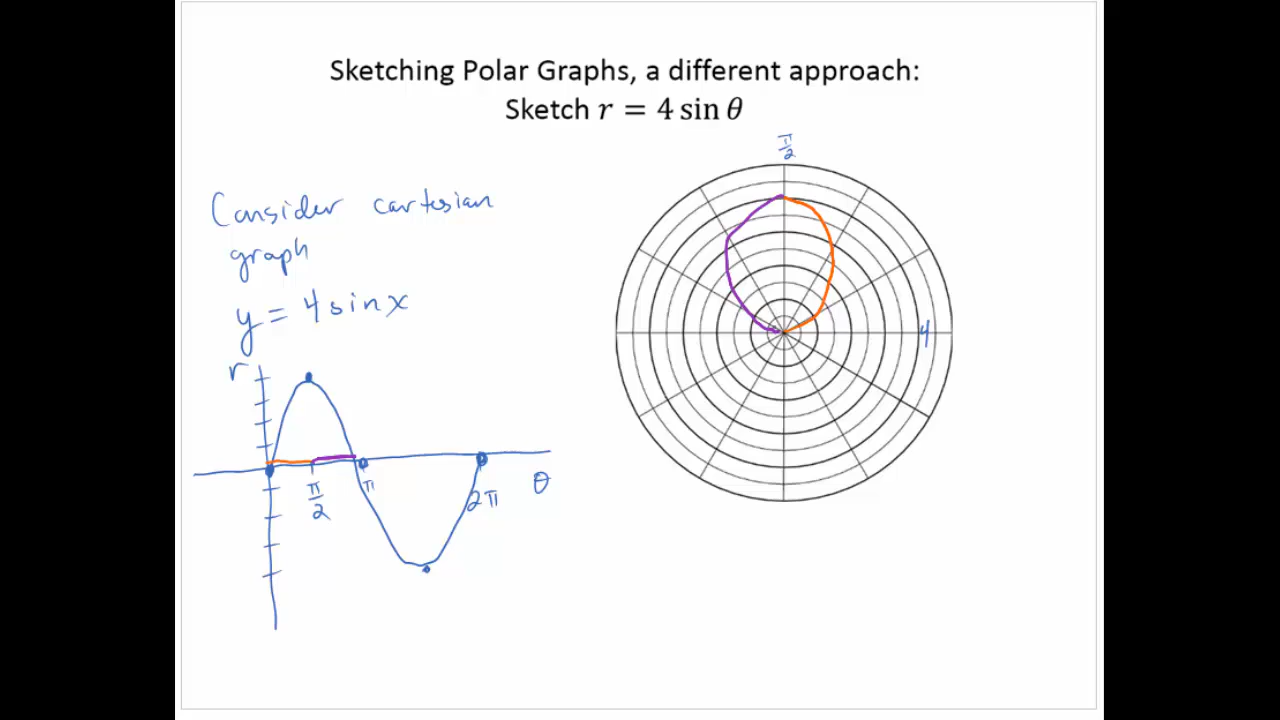 Sketching Polar Graphs, a different approach:
Sketch r = 4 sin θ
π/2
Consider cartesian
graph
y = 4 sin x
r
4
π/2
π
2π
θ